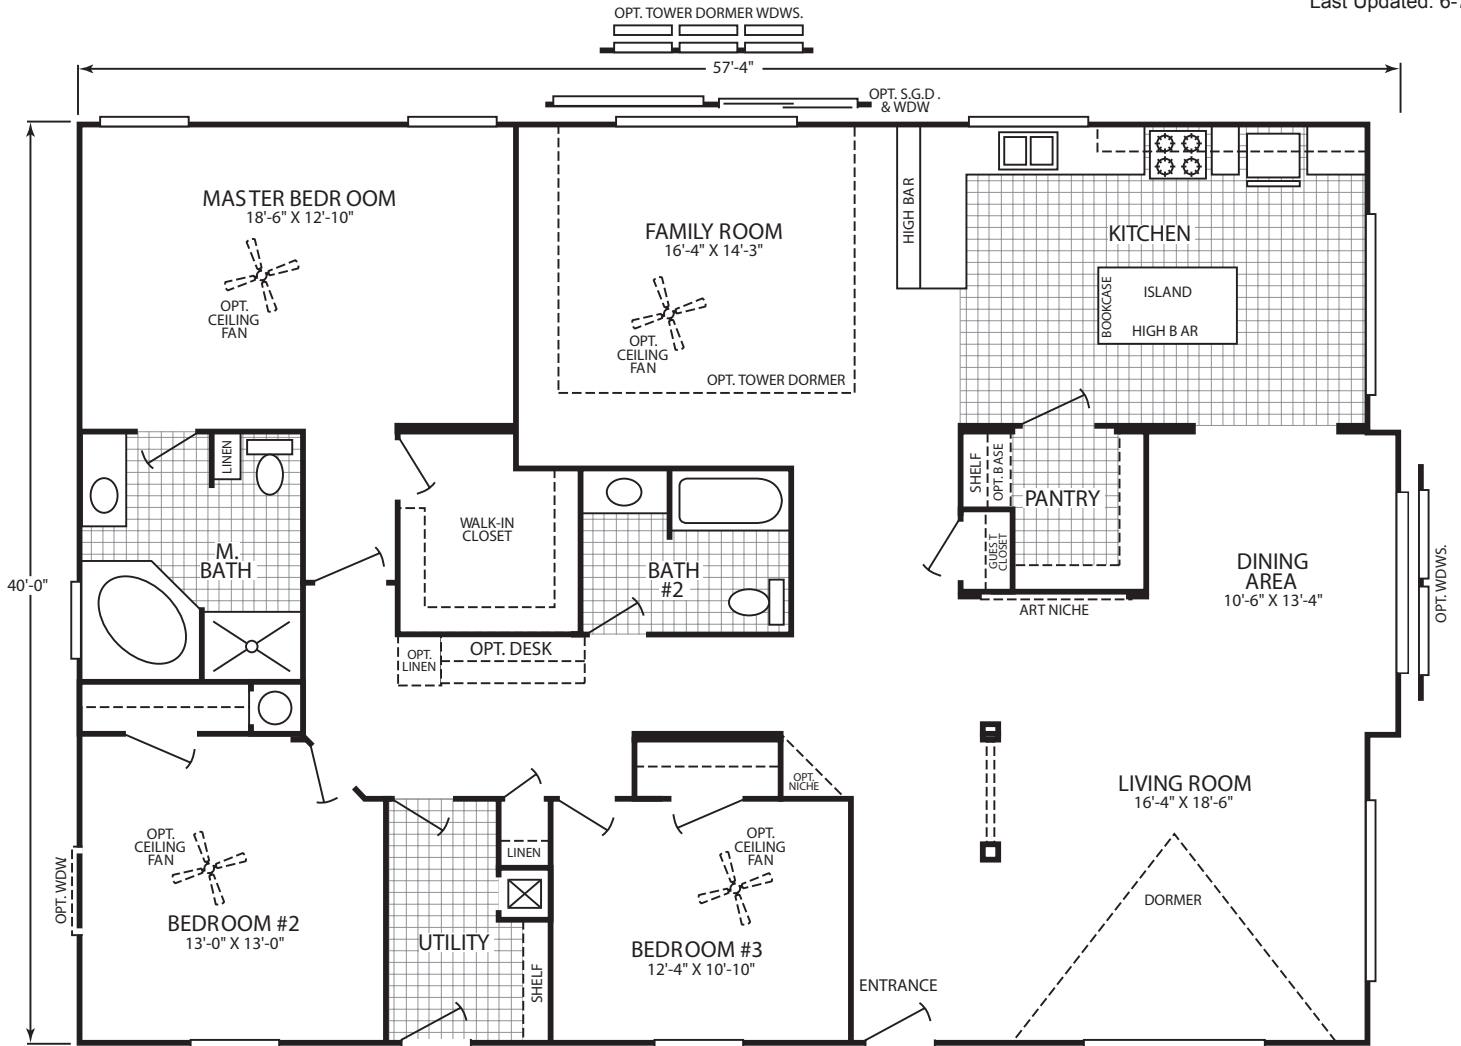 Last Updated: 6-
OPT. TOWER DORMER WDWS.
57'-4"
OPT. S.G.D.
& WDW.
MASTER BEDROOM
18'-6" X 12'-10"
OPT.
CEILING
FAN
FAMILY ROOM
16'-4" X 14'-3"
OPT.
CEILING
FAN
OPT. TOWER DORMER
HIGH BAR
KITCHEN
BOOKCASE
ISLAND
HIGH BAR
LINEN
M.
BATH
WALK-IN
CLOSET
BATH
#2
SHELF
OPT. BASE
PANTRY
GUEST
CLOSET
ART NICHE
DINING
AREA
10'-6" X 13'-4"
OPT. WDWS.
40'-0"
OPT.
LINEN
OPT. DESK
OPT.
NICHE
LIVING ROOM
16'-4" X 18'-6"
DORMER
OPT. WDW.
OPT.
CEILING
FAN
BEDROOM #2
13'-0" X 13'-0"
LINEN
UTILITY
SHELF
OPT.
CEILING
FAN
BEDROOM #3
12'-4" X 10'-10"
ENTRANCE